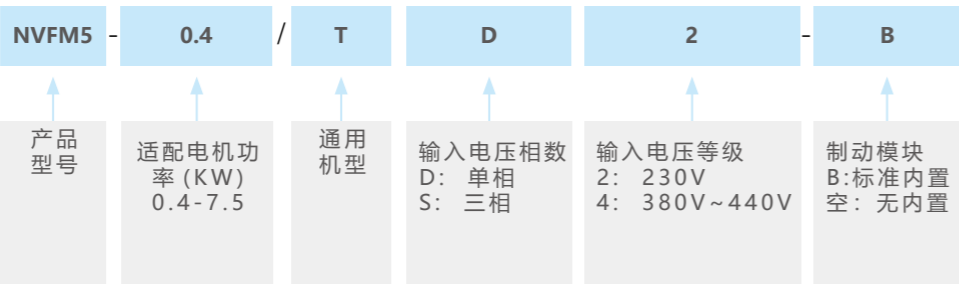 NVFM5 - 0.4 / T D 2 - B
产品
型号
适配电机功
率(KW)
0.4-7.5
通用
机型
输入电压相数
D: 单相
S: 三相
输入电压等级
2: 230V
4: 380V~440V
制动模块
B:标准内置
空: 无内置